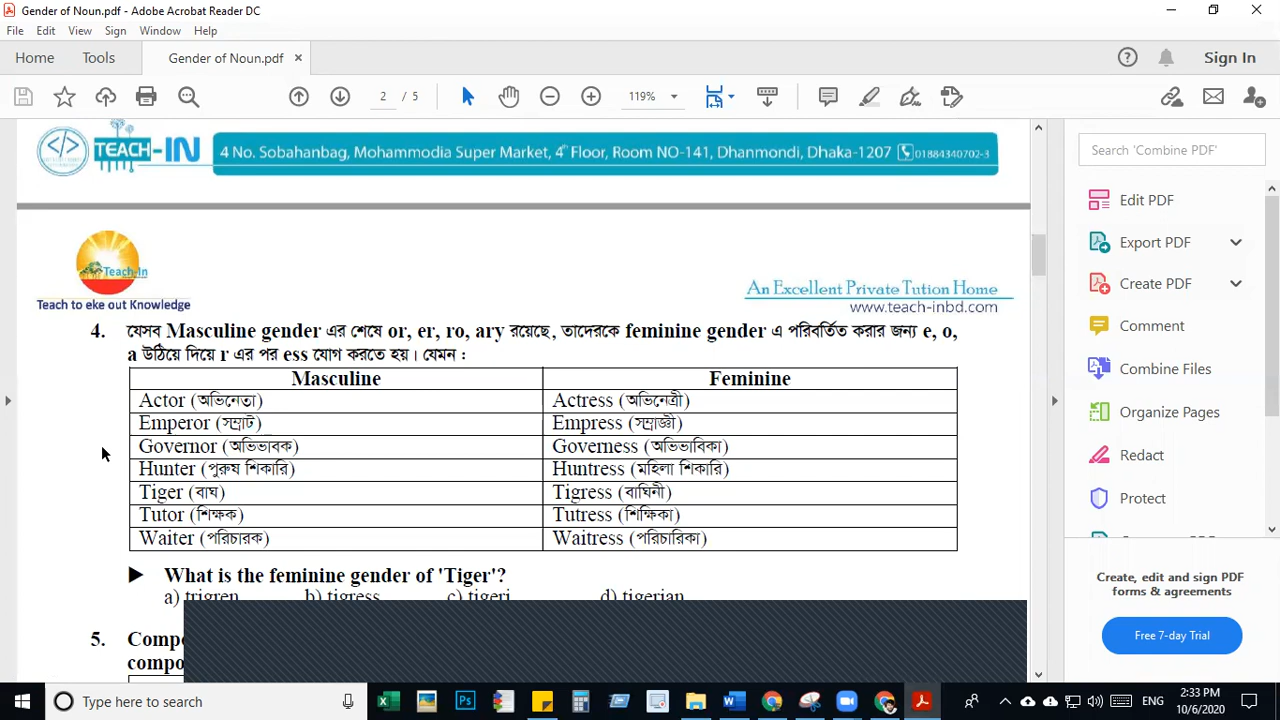 Gender of Noun.pdf - Adobe Acrobat Reader DC
File Edit View Sign Window Help
Home Tools Gender of Noun.pdf × ? Sign In
2 / 5 119%
TEACH-IN 4 No. Sobahanbag, Mohammodia Super Market, 4th Floor, Room NO-141, Dhanmondi, Dhaka-1207 01884340702-3
Search 'Combine PDF'
Edit PDF
Export PDF
Create PDF
Comment
Combine Files
Organize Pages
Redact
Protect
Create, edit and sign PDF
forms & agreements
Free 7-day Trial
Teach-In
Teach to eke out Knowledge
An Excellent Private Tution Home
www.teach-inbd.com
4. যেসব Masculine gender এর শেষে or, er, ro, ary রয়েছে, তাদেরকে feminine gender এ পরিবর্তিত করার জন্য e, o,
a উঠিয়ে দিয়ে r এর পর ess যোগ করতে হয়। যেমন :
Masculine Feminine
Actor (অভিনেতা) Actress (অভিনেত্রী)
Emperor (সম্রাট) Empress (সম্রাজ্ঞী)
Governor (অভিভাবক) Governess (অভিভাবিকা)
Hunter (পুরুষ শিকারি) Huntress (মহিলা শিকারি)
Tiger (বাঘ) Tigress (বাঘিনী)
Tutor (শিক্ষক) Tutress (শিক্ষিকা)
Waiter (পরিচারক) Waitress (পরিচারিকা)
▶ What is the feminine gender of 'Tiger'?
a) trigren b) tigress c) tigeri d) tigerian
5. Compo
compo
Type here to search ENG 2:33 PM
10/6/2020